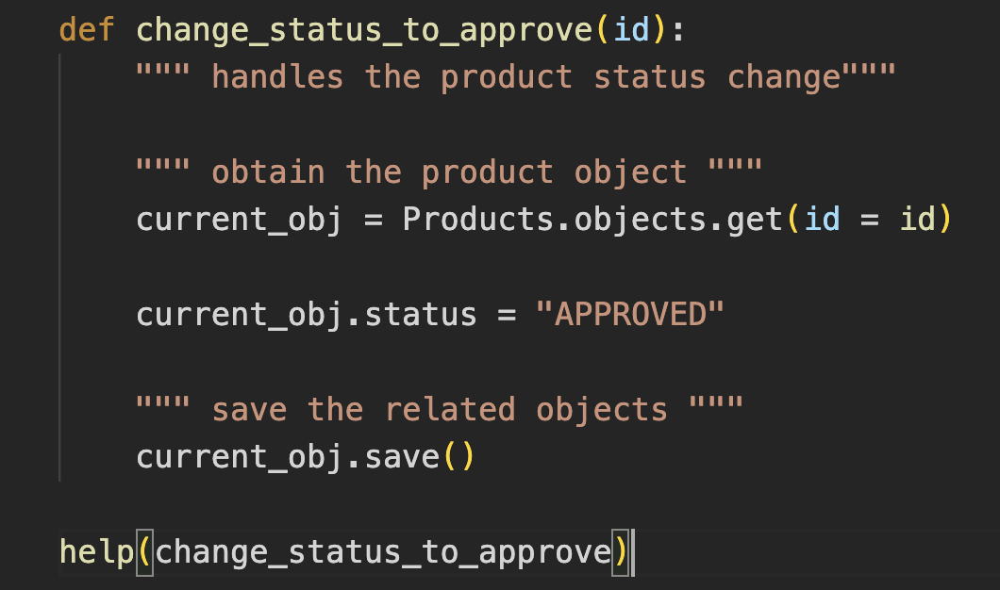 def change_status_to_approve(id):
""" handles the product status change"""
""" obtain the product object """
current_obj = Products.objects.get(id = id)
current_obj.status = "APPROVED"
""" save the related objects """
current_obj.save()
help(change_status_to_approve)